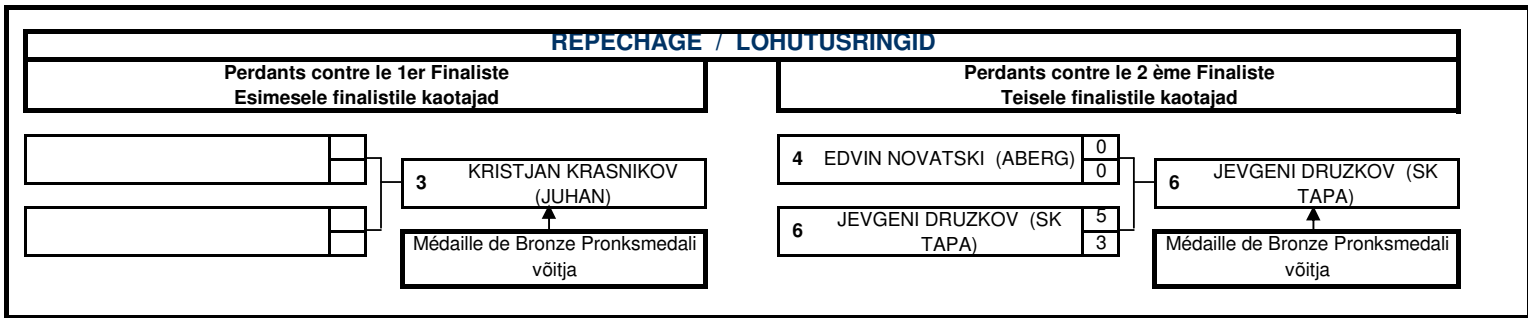 REPECHAGE / LOHUTUSRINGID
Perdants contre le 1er Finaliste
Esimesele finalistile kaotajad
Perdants contre le 2 ème Finaliste
Teisele finalistile kaotajad
3 KRISTJAN KRASNIKOV
(JUHAN)
Médaille de Bronze Pronksmedali
võitja
4 EDVIN NOVATSKI (ABERG) 0
0
6 JEVGENI DRUZKOV (SK
TAPA) 5
3
6 JEVGENI DRUZKOV (SK
TAPA)
Médaille de Bronze Pronksmedali
võitja